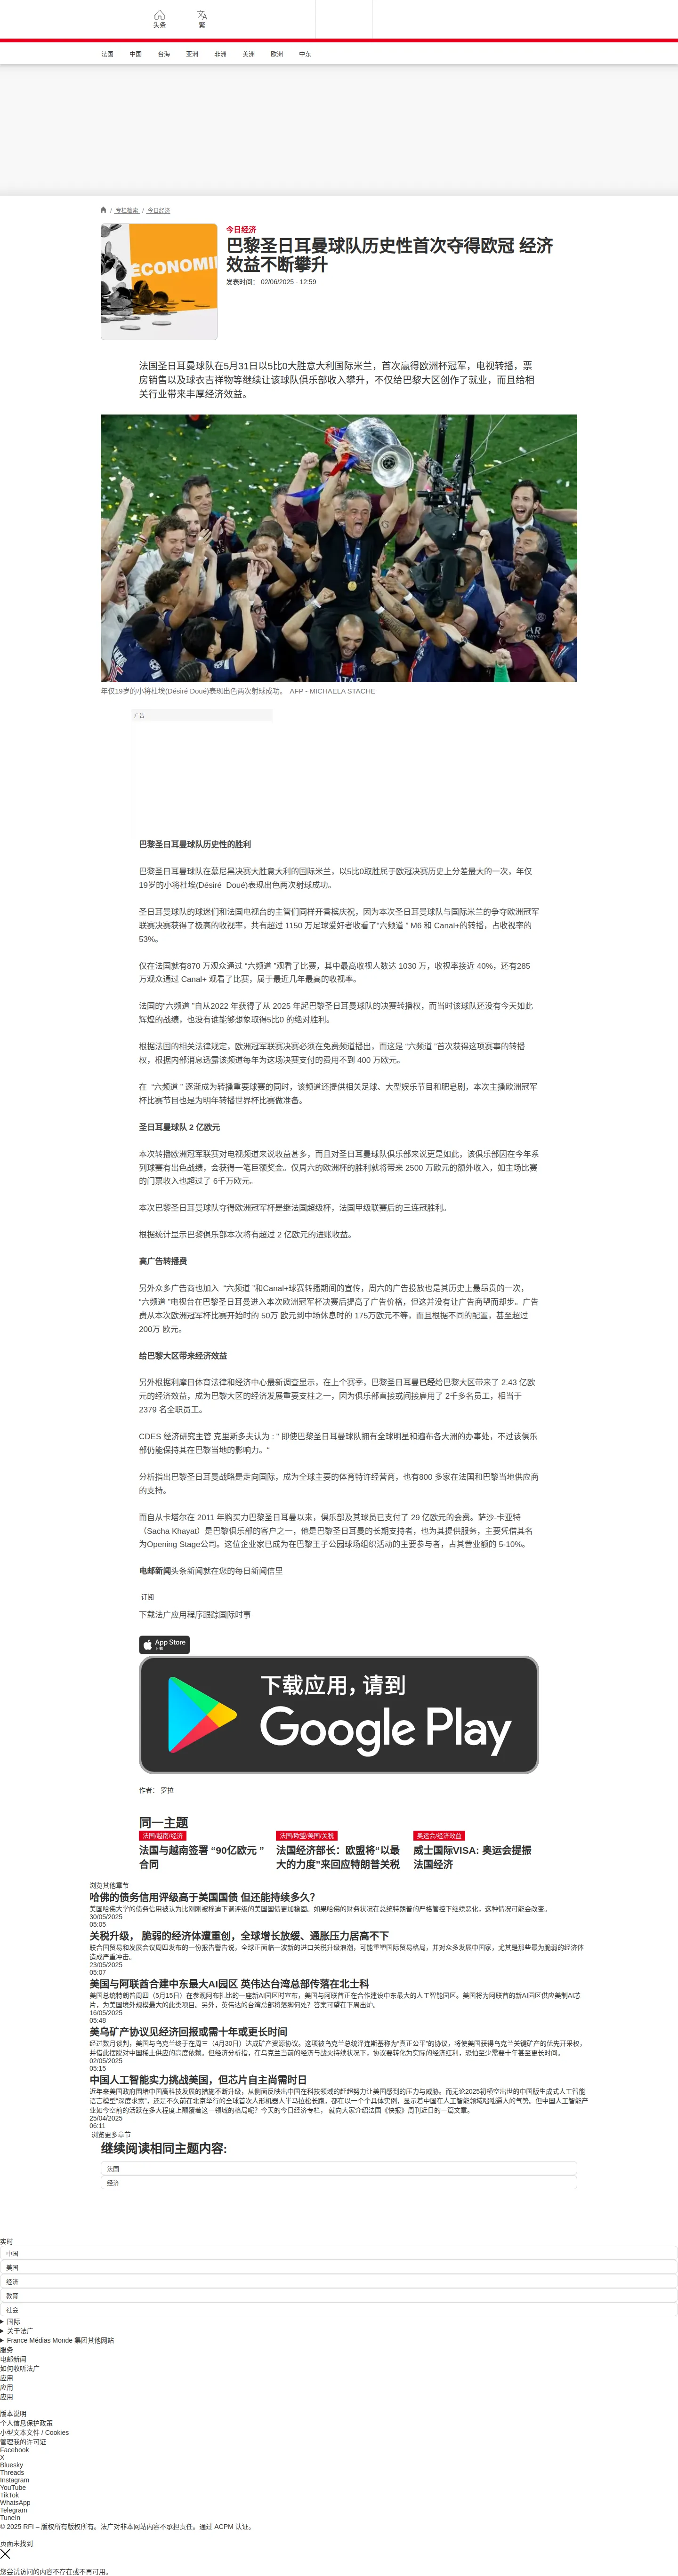 头条
繁
法国 中国 台海 亚洲 非洲 美洲 欧洲 中东
/ 专栏检索 / 今日经济
ECONOMI
今日经济
巴黎圣日耳曼球队历史性首次夺得欧冠 经济
效益不断攀升
发表时间： 02/06/2025 - 12:59
法国圣日耳曼球队在5月31日以5比0大胜意大利国际米兰，首次赢得欧洲杯冠军，电视转播，票
房销售以及球衣吉祥物等继续让该球队俱乐部收入攀升，不仅给巴黎大区创作了就业，而且给相
关行业带来丰厚经济效益。
年仅19岁的小将杜埃(Désiré Doué)表现出色两次射球成功。 AFP - MICHAELA STACHE
广告
巴黎圣日耳曼球队历史性的胜利
巴黎圣日耳曼球队在慕尼黑决赛大胜意大利的国际米兰，以5比0取胜属于欧冠决赛历史上分差最大的一次，年仅
19岁的小将杜埃(Désiré Doué)表现出色两次射球成功。
圣日耳曼球队的球迷们和法国电视台的主管们同样开香槟庆祝，因为本次圣日耳曼球队与国际米兰的争夺欧洲冠军
联赛决赛获得了极高的收视率，共有超过 1150 万足球爱好者收看了“六频道 ” M6 和 Canal+的转播，占收视率的
53%。
仅在法国就有870 万观众通过 “六频道 ”观看了比赛，其中最高收视人数达 1030 万，收视率接近 40%，还有285
万观众通过 Canal+ 观看了比赛，属于最近几年最高的收视率。
法国的“六频道 ”自从2022 年获得了从 2025 年起巴黎圣日耳曼球队的决赛转播权，而当时该球队还没有今天如此
辉煌的战绩，也没有谁能够想象取得5比0 的绝对胜利。
根据法国的相关法律规定，欧洲冠军联赛决赛必须在免费频道播出，而这是 “六频道 ”首次获得这项赛事的转播
权，根据内部消息透露该频道每年为这场决赛支付的费用不到 400 万欧元。
在 “六频道 ” 逐渐成为转播重要球赛的同时，该频道还提供相关足球、大型娱乐节目和肥皂剧，本次主播欧洲冠军
杯比赛节目也是为明年转播世界杯比赛做准备。
圣日耳曼球队 2 亿欧元
本次转播欧洲冠军联赛对电视频道来说收益甚多，而且对圣日耳曼球队俱乐部来说更是如此，该俱乐部因在今年系
列球赛有出色战绩，会获得一笔巨额奖金。仅周六的欧洲杯的胜利就将带来 2500 万欧元的额外收入，如主场比赛
的门票收入也超过了 6千万欧元。
本次巴黎圣日耳曼球队夺得欧洲冠军杯是继法国超级杯，法国甲级联赛后的三连冠胜利。
根据统计显示巴黎俱乐部本次将有超过 2 亿欧元的进账收益。
高广告转播费
另外众多广告商也加入 “六频道 ”和Canal+球赛转播期间的宣传，周六的广告投放也是其历史上最昂贵的一次，
“六频道 ”电视台在巴黎圣日耳曼进入本次欧洲冠军杯决赛后提高了广告价格，但这并没有让广告商望而却步。广告
费从本次欧洲冠军杯比赛开始时的 50万 欧元到中场休息时的 175万欧元不等，而且根据不同的配置，甚至超过
200万 欧元。
给巴黎大区带来经济效益
另外根据利摩日体育法律和经济中心最新调查显示，在上个赛季，巴黎圣日耳曼已经给巴黎大区带来了 2.43 亿欧
元的经济效益，成为巴黎大区的经济发展重要支柱之一，因为俱乐部直接或间接雇用了 2千多名员工，相当于
2379 名全职员工。
CDES 经济研究主管 克里斯多夫认为：“ 即使巴黎圣日耳曼球队拥有全球明星和遍布各大洲的办事处，不过该俱乐
部仍能保持其在巴黎当地的影响力。“
分析指出巴黎圣日耳曼战略是走向国际，成为全球主要的体育特许经营商，也有800 多家在法国和巴黎当地供应商
的支持。
而自从卡塔尔在 2011 年购买力巴黎圣日耳曼以来，俱乐部及其球员已支付了 29 亿欧元的会费。萨沙-卡亚特
（Sacha Khayat）是巴黎俱乐部的客户之一，他是巴黎圣日耳曼的长期支持者，也为其提供服务，主要凭借其名
为Opening Stage公司。这位企业家已成为在巴黎王子公园球场组织活动的主要参与者，占其营业额的 5-10%。
电邮新闻头条新闻就在您的每日新闻信里
订阅
下载法广应用程序跟踪国际时事
App Store
下载
下载应用，请到
Google Play
作者： 罗拉
同一主题
法国/越南/经济
法国与越南签署 “90亿欧元 ”
合同
法国/欧盟/美国/关税
法国经济部长：欧盟将“以最
大的力度”来回应特朗普关税
奥运会/经济效益
威士国际VISA: 奥运会提振
法国经济
浏览其他章节
哈佛的债务信用评级高于美国国债 但还能持续多久?
美国哈佛大学的债务信用被认为比刚刚被穆迪下调评级的美国国债更加稳固。如果哈佛的财务状况在总统特朗普的严格管控下继续恶化，这种情况可能会改变。
30/05/2025
05:05
关税升级， 脆弱的经济体遭重创，全球增长放缓、通胀压力居高不下
联合国贸易和发展会议周四发布的一份报告警告说，全球正面临一波新的进口关税升级浪潮，可能重塑国际贸易格局，并对众多发展中国家，尤其是那些最为脆弱的经济体
造成严重冲击。
23/05/2025
05:07
美国与阿联酋合建中东最大AI园区 英伟达台湾总部传落在北士科
美国总统特朗普周四（5月15日）在参观阿布扎比的一座新AI园区时宣布，美国与阿联酋正在合作建设中东最大的人工智能园区。美国将为阿联酋的新AI园区供应美制AI芯
片，为美国境外规模最大的此类项目。另外，英伟达的台湾总部将落脚何处？答案可望在下周出炉。
16/05/2025
05:48
美乌矿产协议见经济回报或需十年或更长时间
经过数月谈判，美国与乌克兰终于在周三（4月30日）达成矿产资源协议。这项被乌克兰总统泽连斯基称为“真正公平”的协议，将使美国获得乌克兰关键矿产的优先开采权，
并借此摆脱对中国稀土供应的高度依赖。但经济分析指，在乌克兰当前的经济与战火持续状况下，协议要转化为实际的经济红利，恐怕至少需要十年甚至更长时间。
02/05/2025
05:15
中国人工智能实力挑战美国，但芯片自主尚需时日
近年来美国政府围堵中国高科技发展的措施不断升级，从侧面反映出中国在科技领域的赶超努力让美国感到的压力与威胁。而无论2025初横空出世的中国版生成式人工智能
语言模型“深度求索”，还是不久前在北京举行的全球首次人形机器人半马拉松长跑，都在以一个个具体实例，显示着中国在人工智能领域咄咄逼人的气势。但中国人工智能产
业如今空前的活跃在多大程度上颠覆着这一领域的格局呢？今天的今日经济专栏， 就向大家介绍法国《快报》周刊近日的一篇文章。
25/04/2025
06:11
浏览更多章节
继续阅读相同主题内容:
法国
经济
实时
中国
美国
经济
教育
社会
国际
关于法广
France Médias Monde 集团其他网站
服务
电邮新闻
如何收听法广
应用
应用
应用
版本说明
个人信息保护政策
小型文本文件 / Cookies
管理我的许可证
Facebook
X
Bluesky
Threads
Instagram
YouTube
TikTok
WhatsApp
Telegram
TuneIn
© 2025 RFI – 版权所有版权所有。法广对非本网站内容不承担责任。通过 ACPM 认证。
页面未找到
您尝试访问的内容不存在或不再可用。